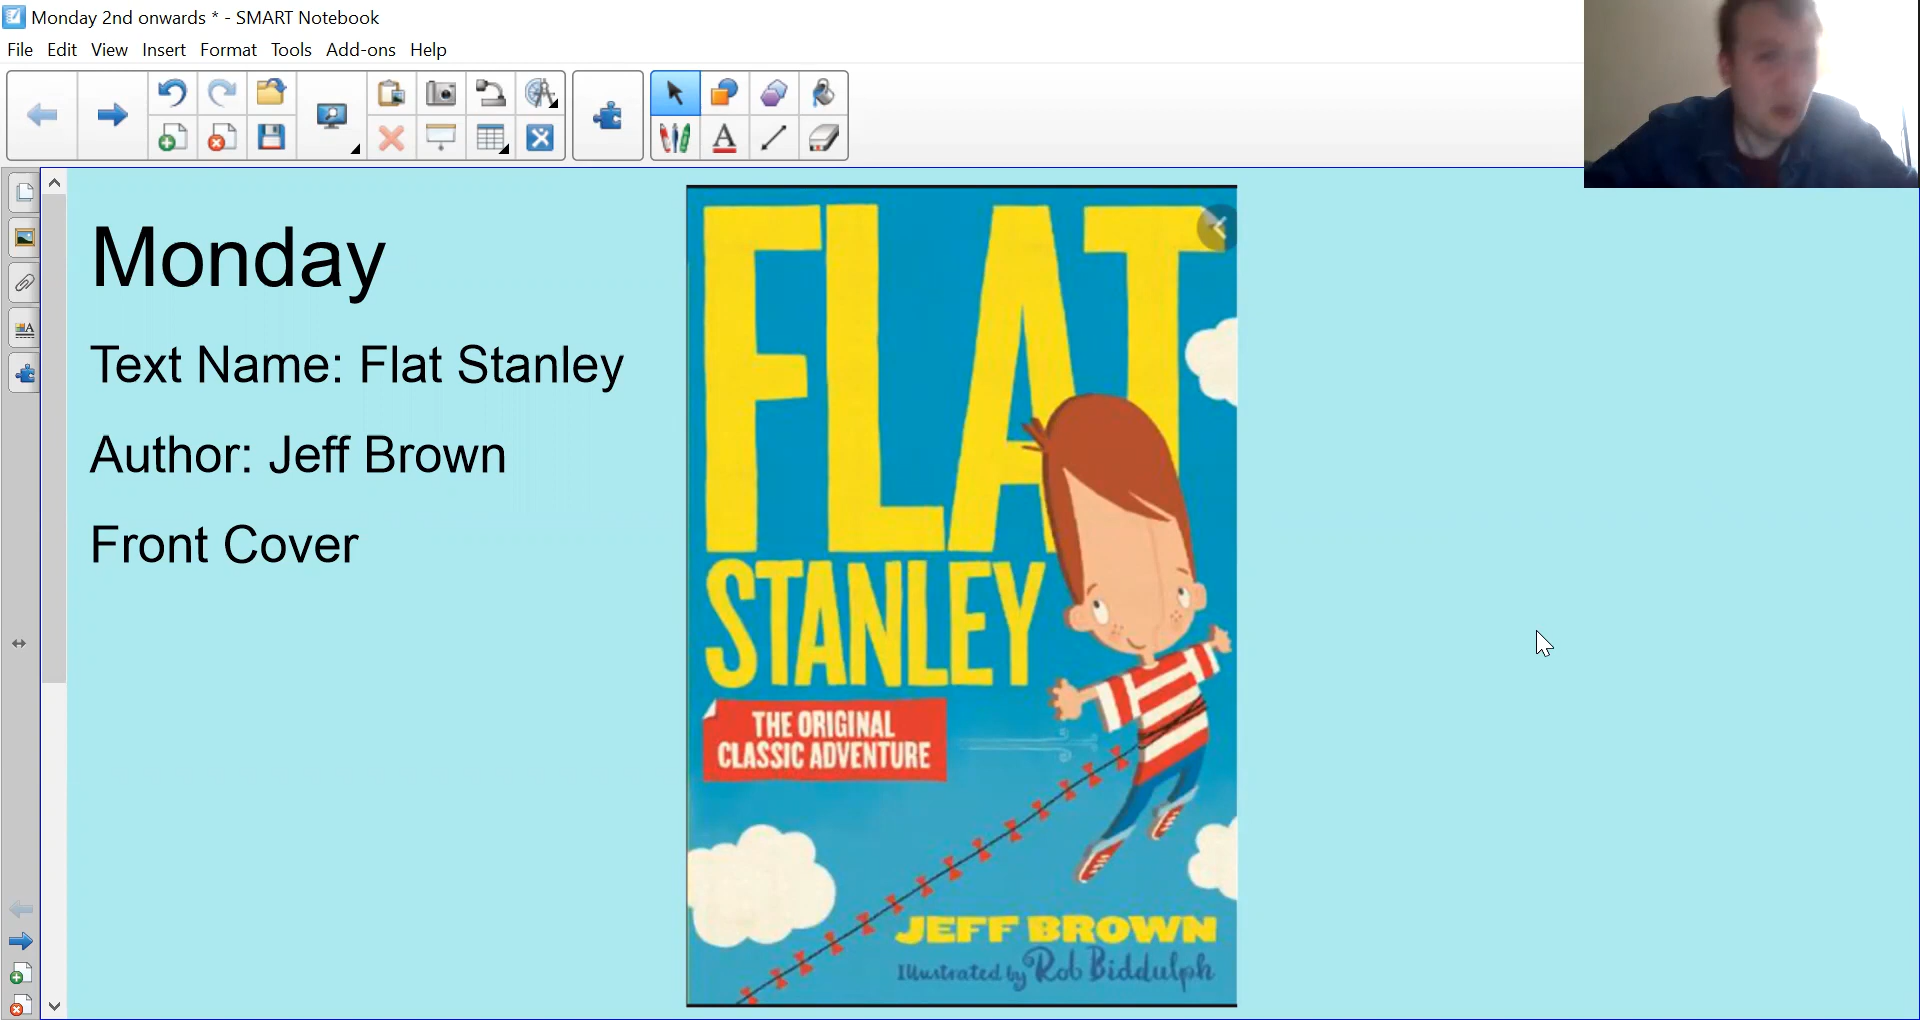 Monday 2nd onwards * - SMART Notebook
File Edit View Insert Format Tools Add-ons Help
Monday
Text Name: Flat Stanley
Author: Jeff Brown
Front Cover
FLAT
STANLEY
THE ORIGINAL
CLASSIC ADVENTURE
JEFF BROWN
Illustrated by Rob Biddulph